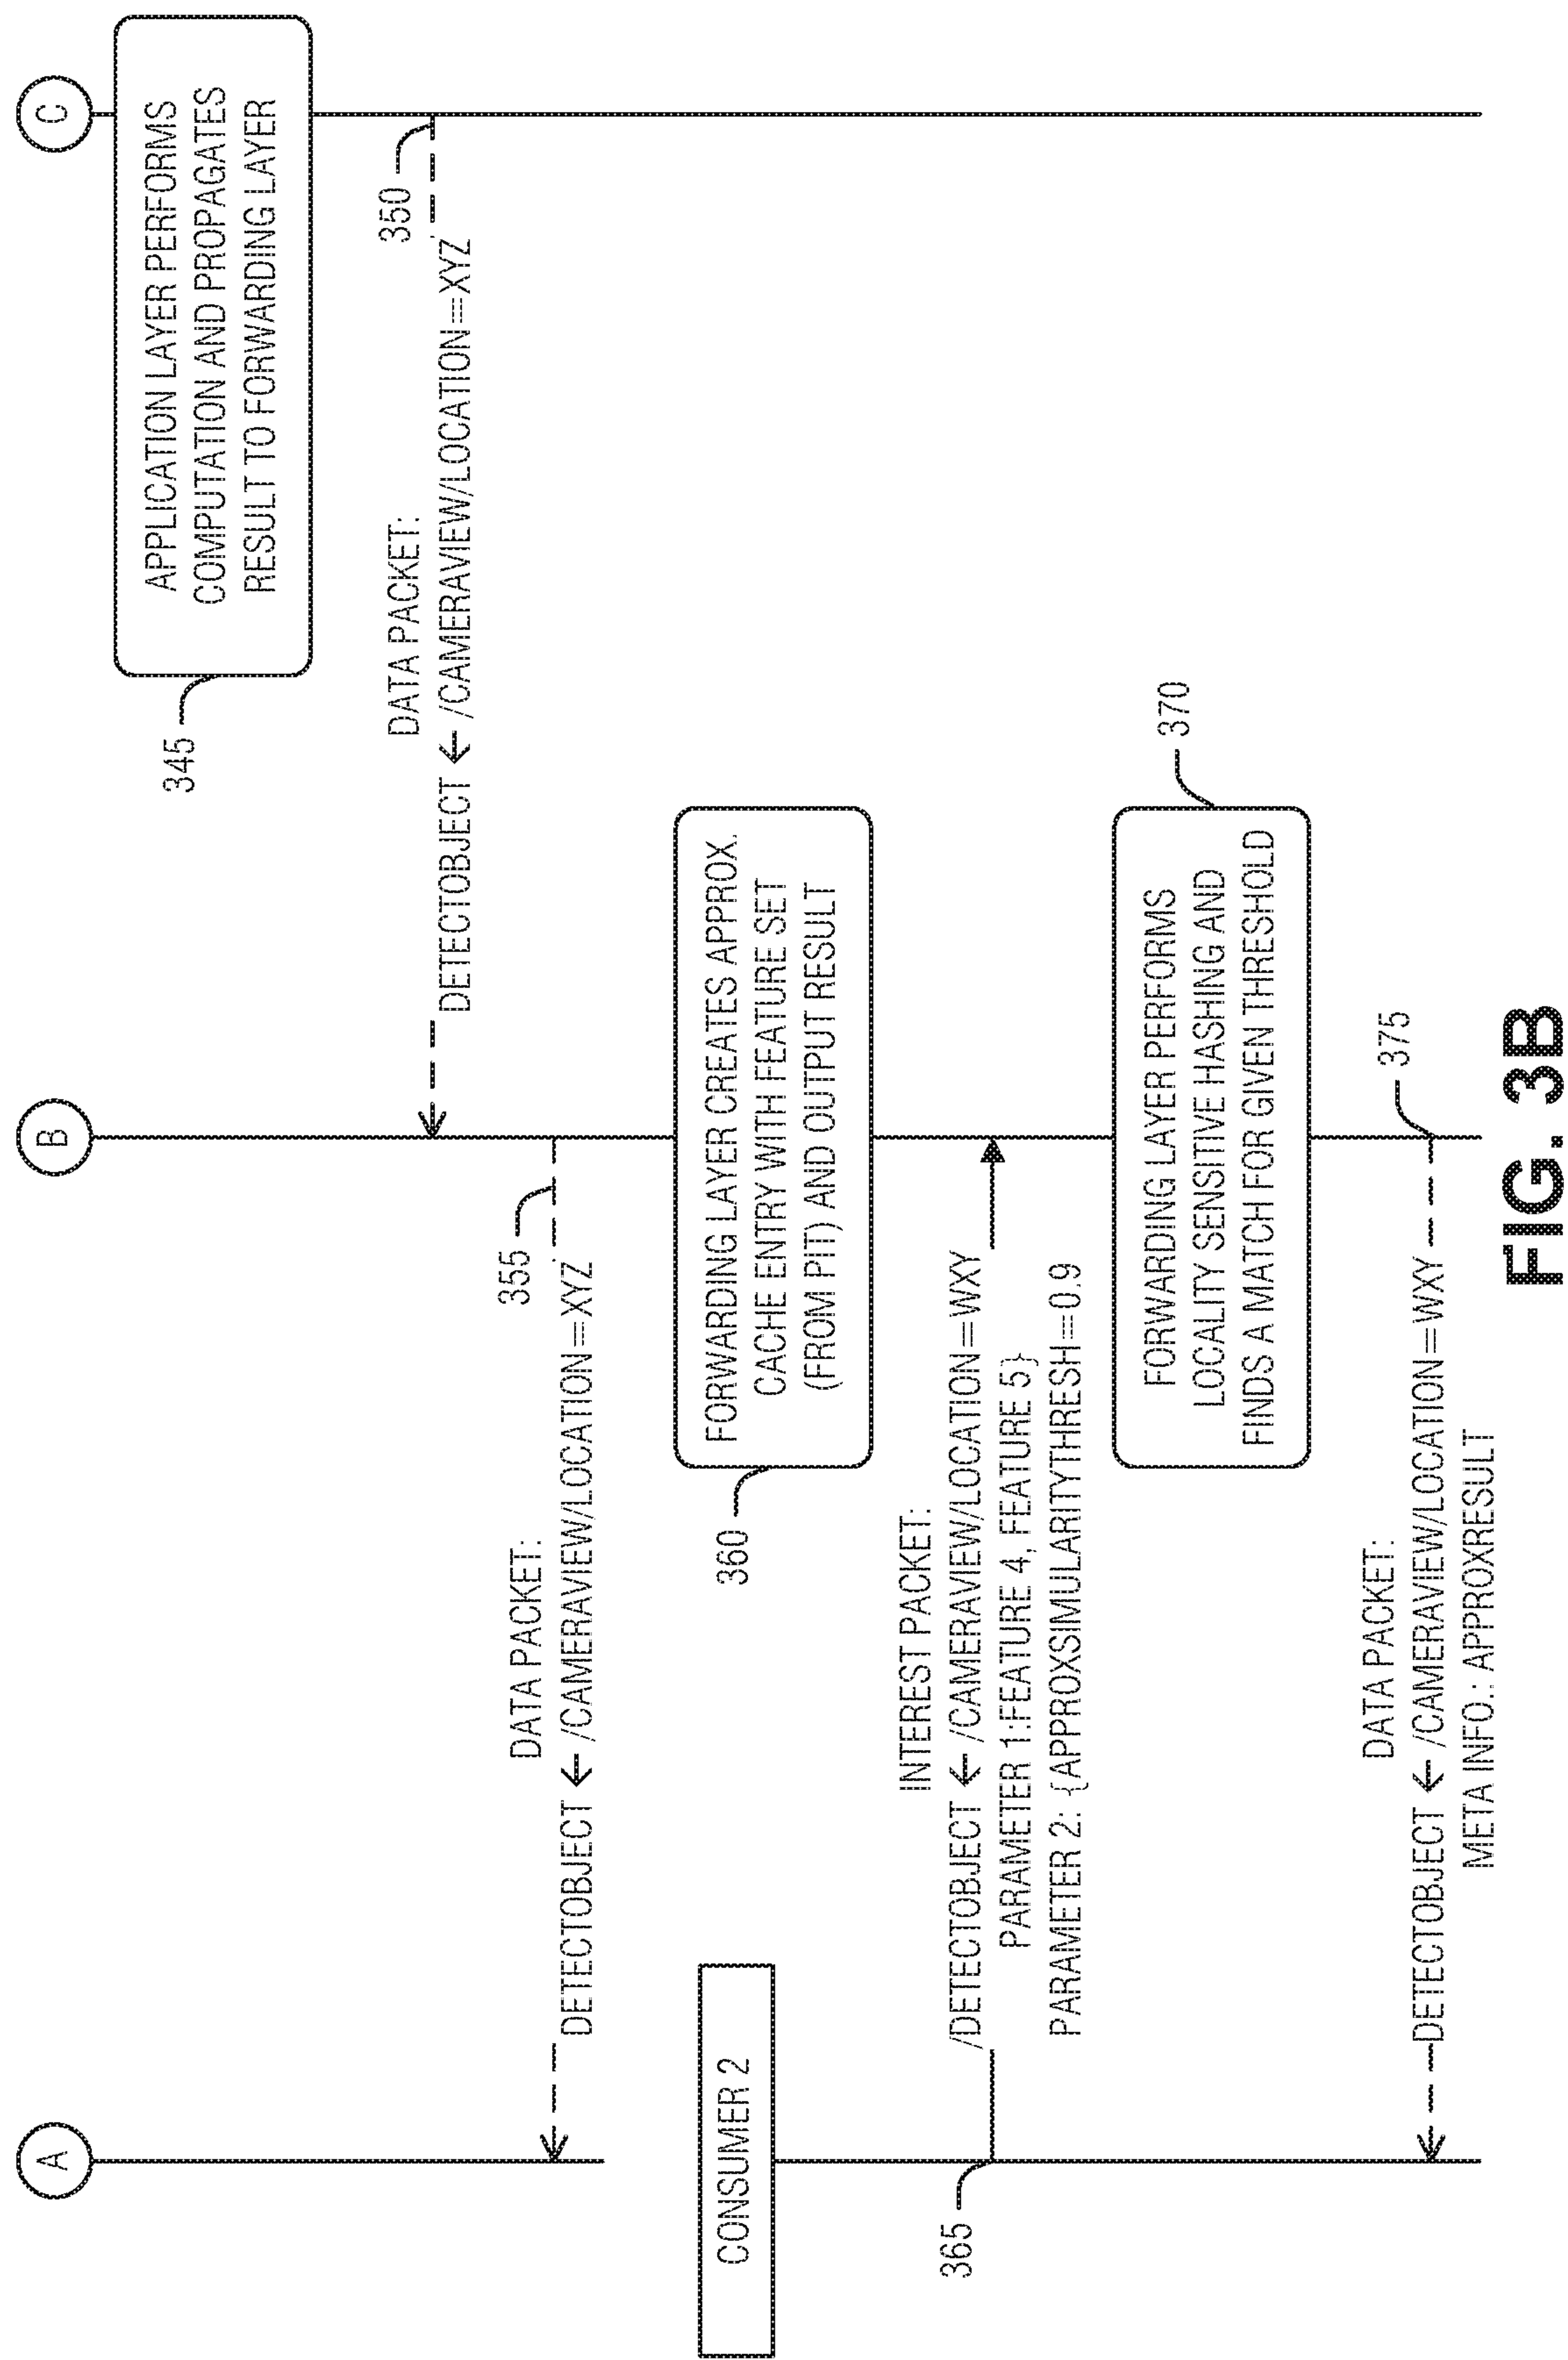 A
B
C
APPLICATION LAYER PERFORMS
COMPUTATION AND PROPAGATES
RESULT TO FORWARDING LAYER
345
350
DATA PACKET:
DETECTOBJECT ← /CAMERAVIEW/LOCATION=XYZ
355
DATA PACKET:
DETECTOBJECT ← /CAMERAVIEW/LOCATION=XYZ
FORWARDING LAYER CREATES APPROX.
CACHE ENTRY WITH FEATURE SET
(FROM PIT) AND OUTPUT RESULT
360
CONSUMER 2
365
INTEREST PACKET:
/DETECTOBJECT ← /CAMERAVIEW/LOCATION=WXY
PARAMETER 1:FEATURE 4, FEATURE 5}
PARAMETER 2: {APPROXSIMULARITYTHRESH=0.9
FORWARDING LAYER PERFORMS
LOCALITY SENSITIVE HASHING AND
FINDS A MATCH FOR GIVEN THRESHOLD
370
375
DATA PACKET:
DETECTOBJECT ← /CAMERAVIEW/LOCATION=WXY
META INFO.: APPROXRESULT
FIG. 3B